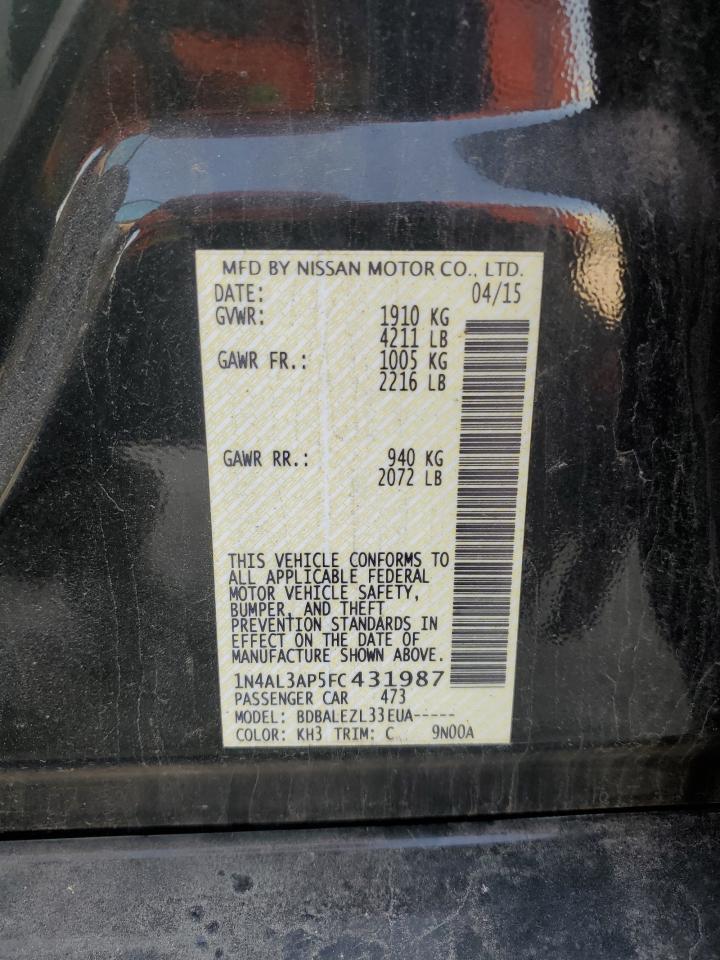 MFD BY NISSAN MOTOR CO., LTD.
DATE: 04/15
GVWR: 1910 KG
4211 LB
GAWR FR.: 1005 KG
2216 LB
GAWR RR.: 940 KG
2072 LB
THIS VEHICLE CONFORMS TO
ALL APPLICABLE FEDERAL
MOTOR VEHICLE SAFETY,
BUMPER, AND THEFT
PREVENTION STANDARDS IN
EFFECT ON THE DATE OF
MANUFACTURE SHOWN ABOVE.
1N4AL3AP5FC431987
PASSENGER CAR 473
MODEL: BDBALEZL33EUA-----
COLOR: KH3 TRIM: C 9N00A